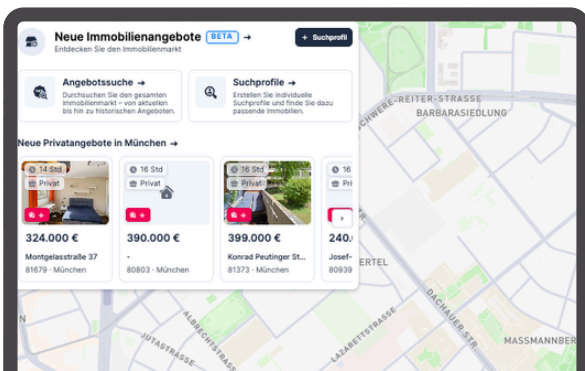 Neue Immobilienangebote BETA →
Entdecken Sie den Immobilienmarkt
+ Suchprofil
Angebotssuche →
Durchsuchen Sie den gesamten
Immobilienmarkt – von aktuellen
bis hin zu historischen Angeboten.
Suchprofile →
Erstellen Sie individuelle
Suchprofile und finde Sie dazu
passende Immobilien.
Neue Privatangebote in München →
14 Std
Privat
324.000 €
Montgelasstraße 37
81679 · München
16 Std
Privat
390.000 €
-
80803 · München
16 Std
Privat
399.000 €
Konrad Peutinger St...
81373 · München
16
Pri
240.
Josef-
80939
SCHWERE-REITER-STRASSE
BARBARASIEDLUNG
ERTEL
DACHAUER STR.
MASSMANNBER
LAZARETTSTRASSE
ALBRECHTSTRASSE
JUTASTRASSE
N